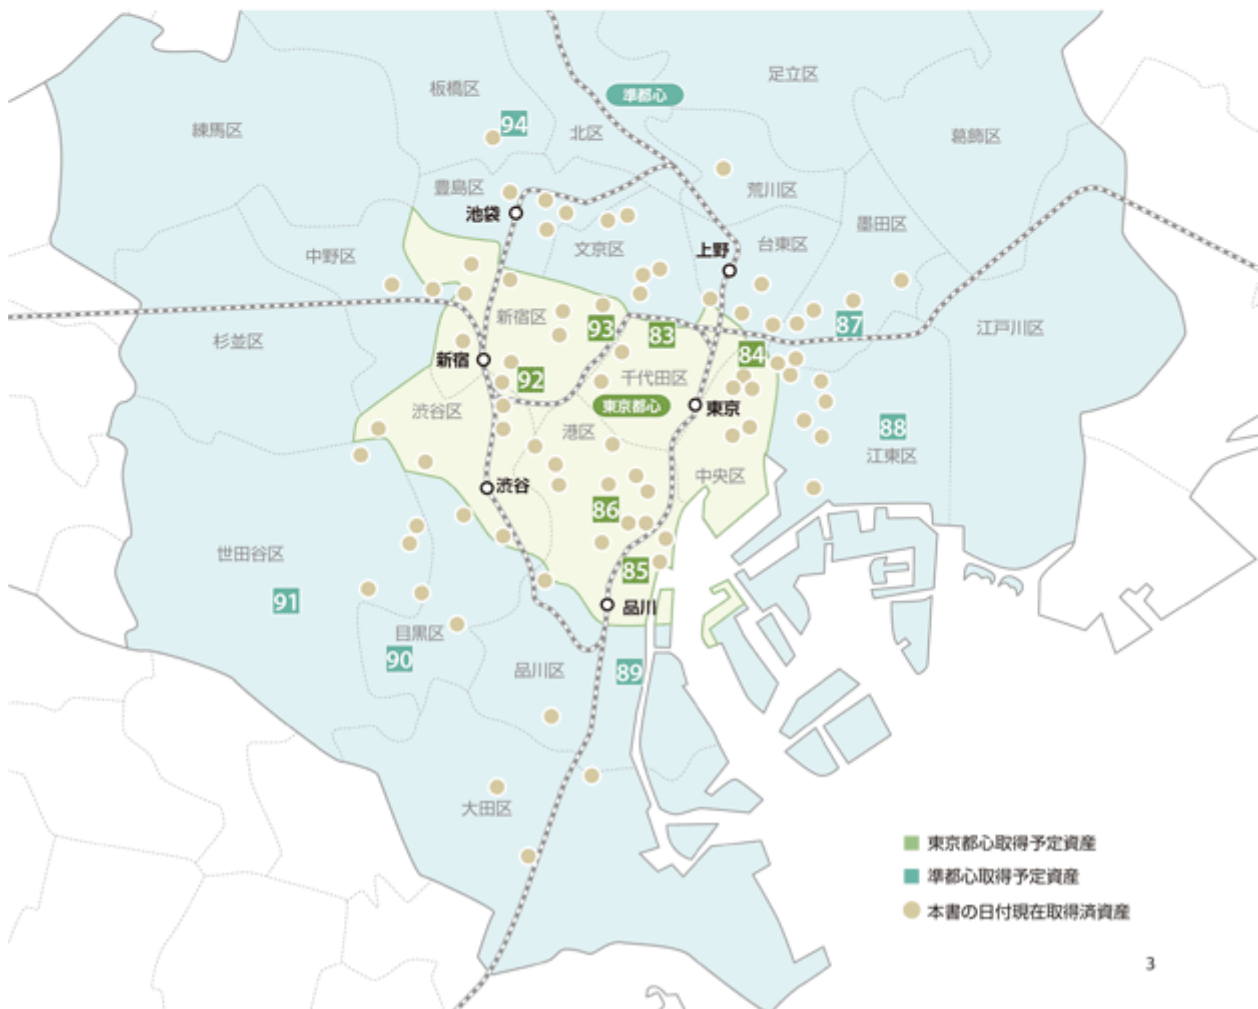 足立区
板橋区
準都心
94
練馬区
北区
葛飾区
豊島区
荒川区
池袋
墨田区
文京区
上野
台東区
中野区
新宿区
93
83
87
江戸川区
杉並区
新宿
84
92
千代田区
東京都心
東京
渋谷区
港区
88
江東区
中央区
渋谷
86
世田谷区
85
91
品川
目黒区
90
品川区
89
大田区
東京都心取得予定資産
準都心取得予定資産
本書の日付現在取得済資産
3